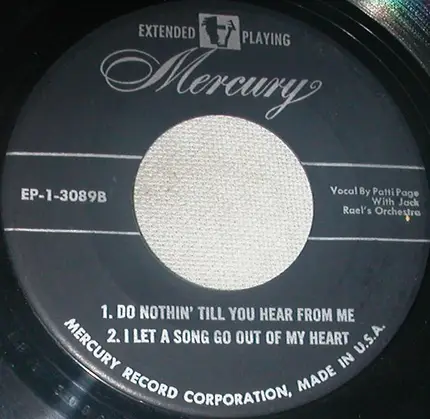 EXTENDED PLAYING
Mercury
EP-1-3089B
Vocal By Patti Page
With Jack
Rael's Orchestra
1. DO NOTHIN' TILL YOU HEAR FROM ME
2. I LET A SONG GO OUT OF MY HEART
MERCURY RECORD CORPORATION, MADE IN U.S.A.